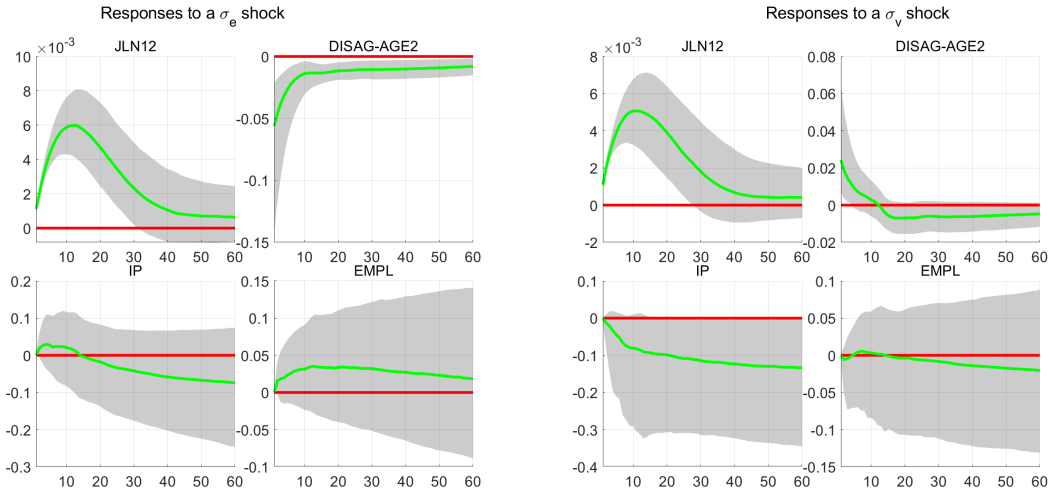 Responses to a σe shock
Responses to a σv shock
×10-3
JLN12
10
8
6
4
2
0
10 20 30 40 50 60
DISAG-AGE2
0
-0.05
-0.1
-0.15
10 20 30 40 50 60
×10-3
JLN12
8
6
4
2
0
-2
10 20 30 40 50 60
DISAG-AGE2
0.08
0.06
0.04
0.02
0
-0.02
10 20 30 40 50 60
IP
0.2
0.1
0
-0.1
-0.2
-0.3
10 20 30 40 50 60
EMPL
0.15
0.1
0.05
0
-0.05
-0.1
10 20 30 40 50 60
IP
0.1
0
-0.1
-0.2
-0.3
-0.4
10 20 30 40 50 60
EMPL
0.1
0.05
0
-0.05
-0.1
-0.15
10 20 30 40 50 60